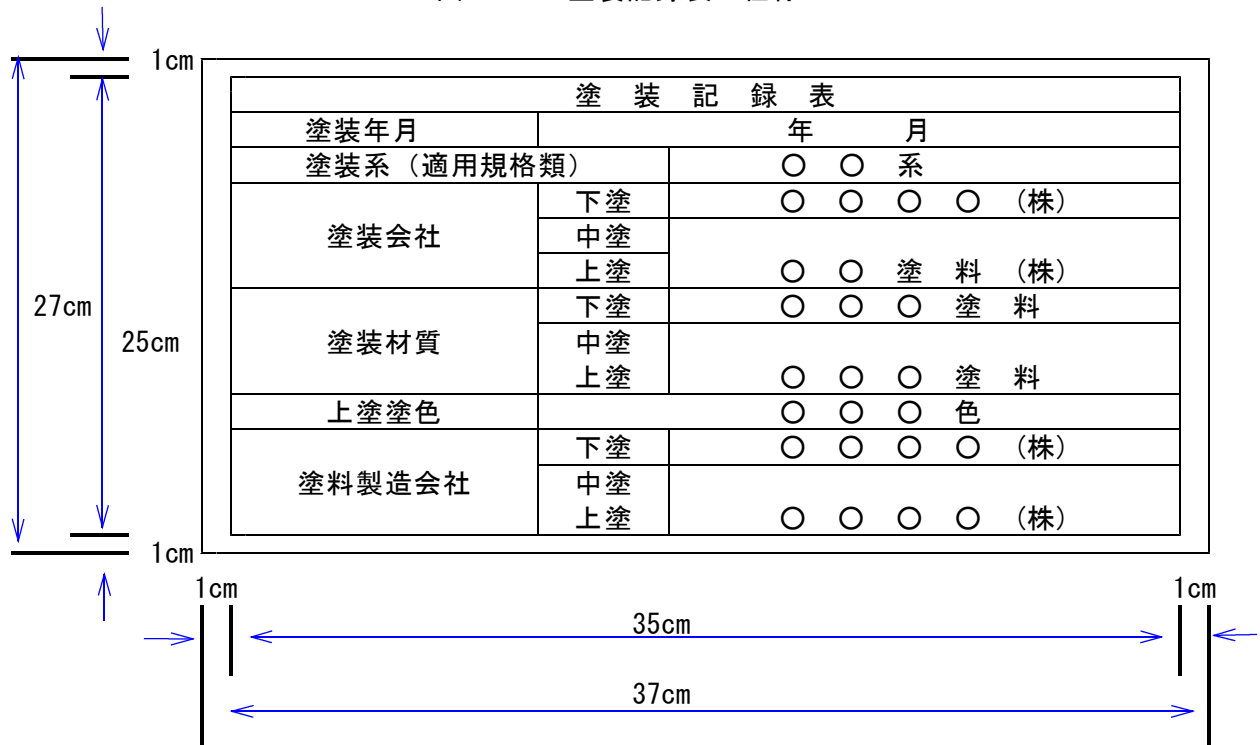 1cm
塗 装 記 録 表
塗装年月 年 月
塗装系（適用規格類） ○ ○ 系
塗装会社 下塗 ○ ○ ○ ○ （株）
中塗
上塗 ○ ○ 塗 料 （株）
塗装材質 下塗 ○ ○ ○ 塗 料
中塗
上塗 ○ ○ ○ 塗 料
上塗塗色 ○ ○ ○ 色
塗料製造会社 下塗 ○ ○ ○ ○ （株）
中塗
上塗 ○ ○ ○ ○ （株）
27cm
25cm
1cm
1cm
1cm
35cm
37cm